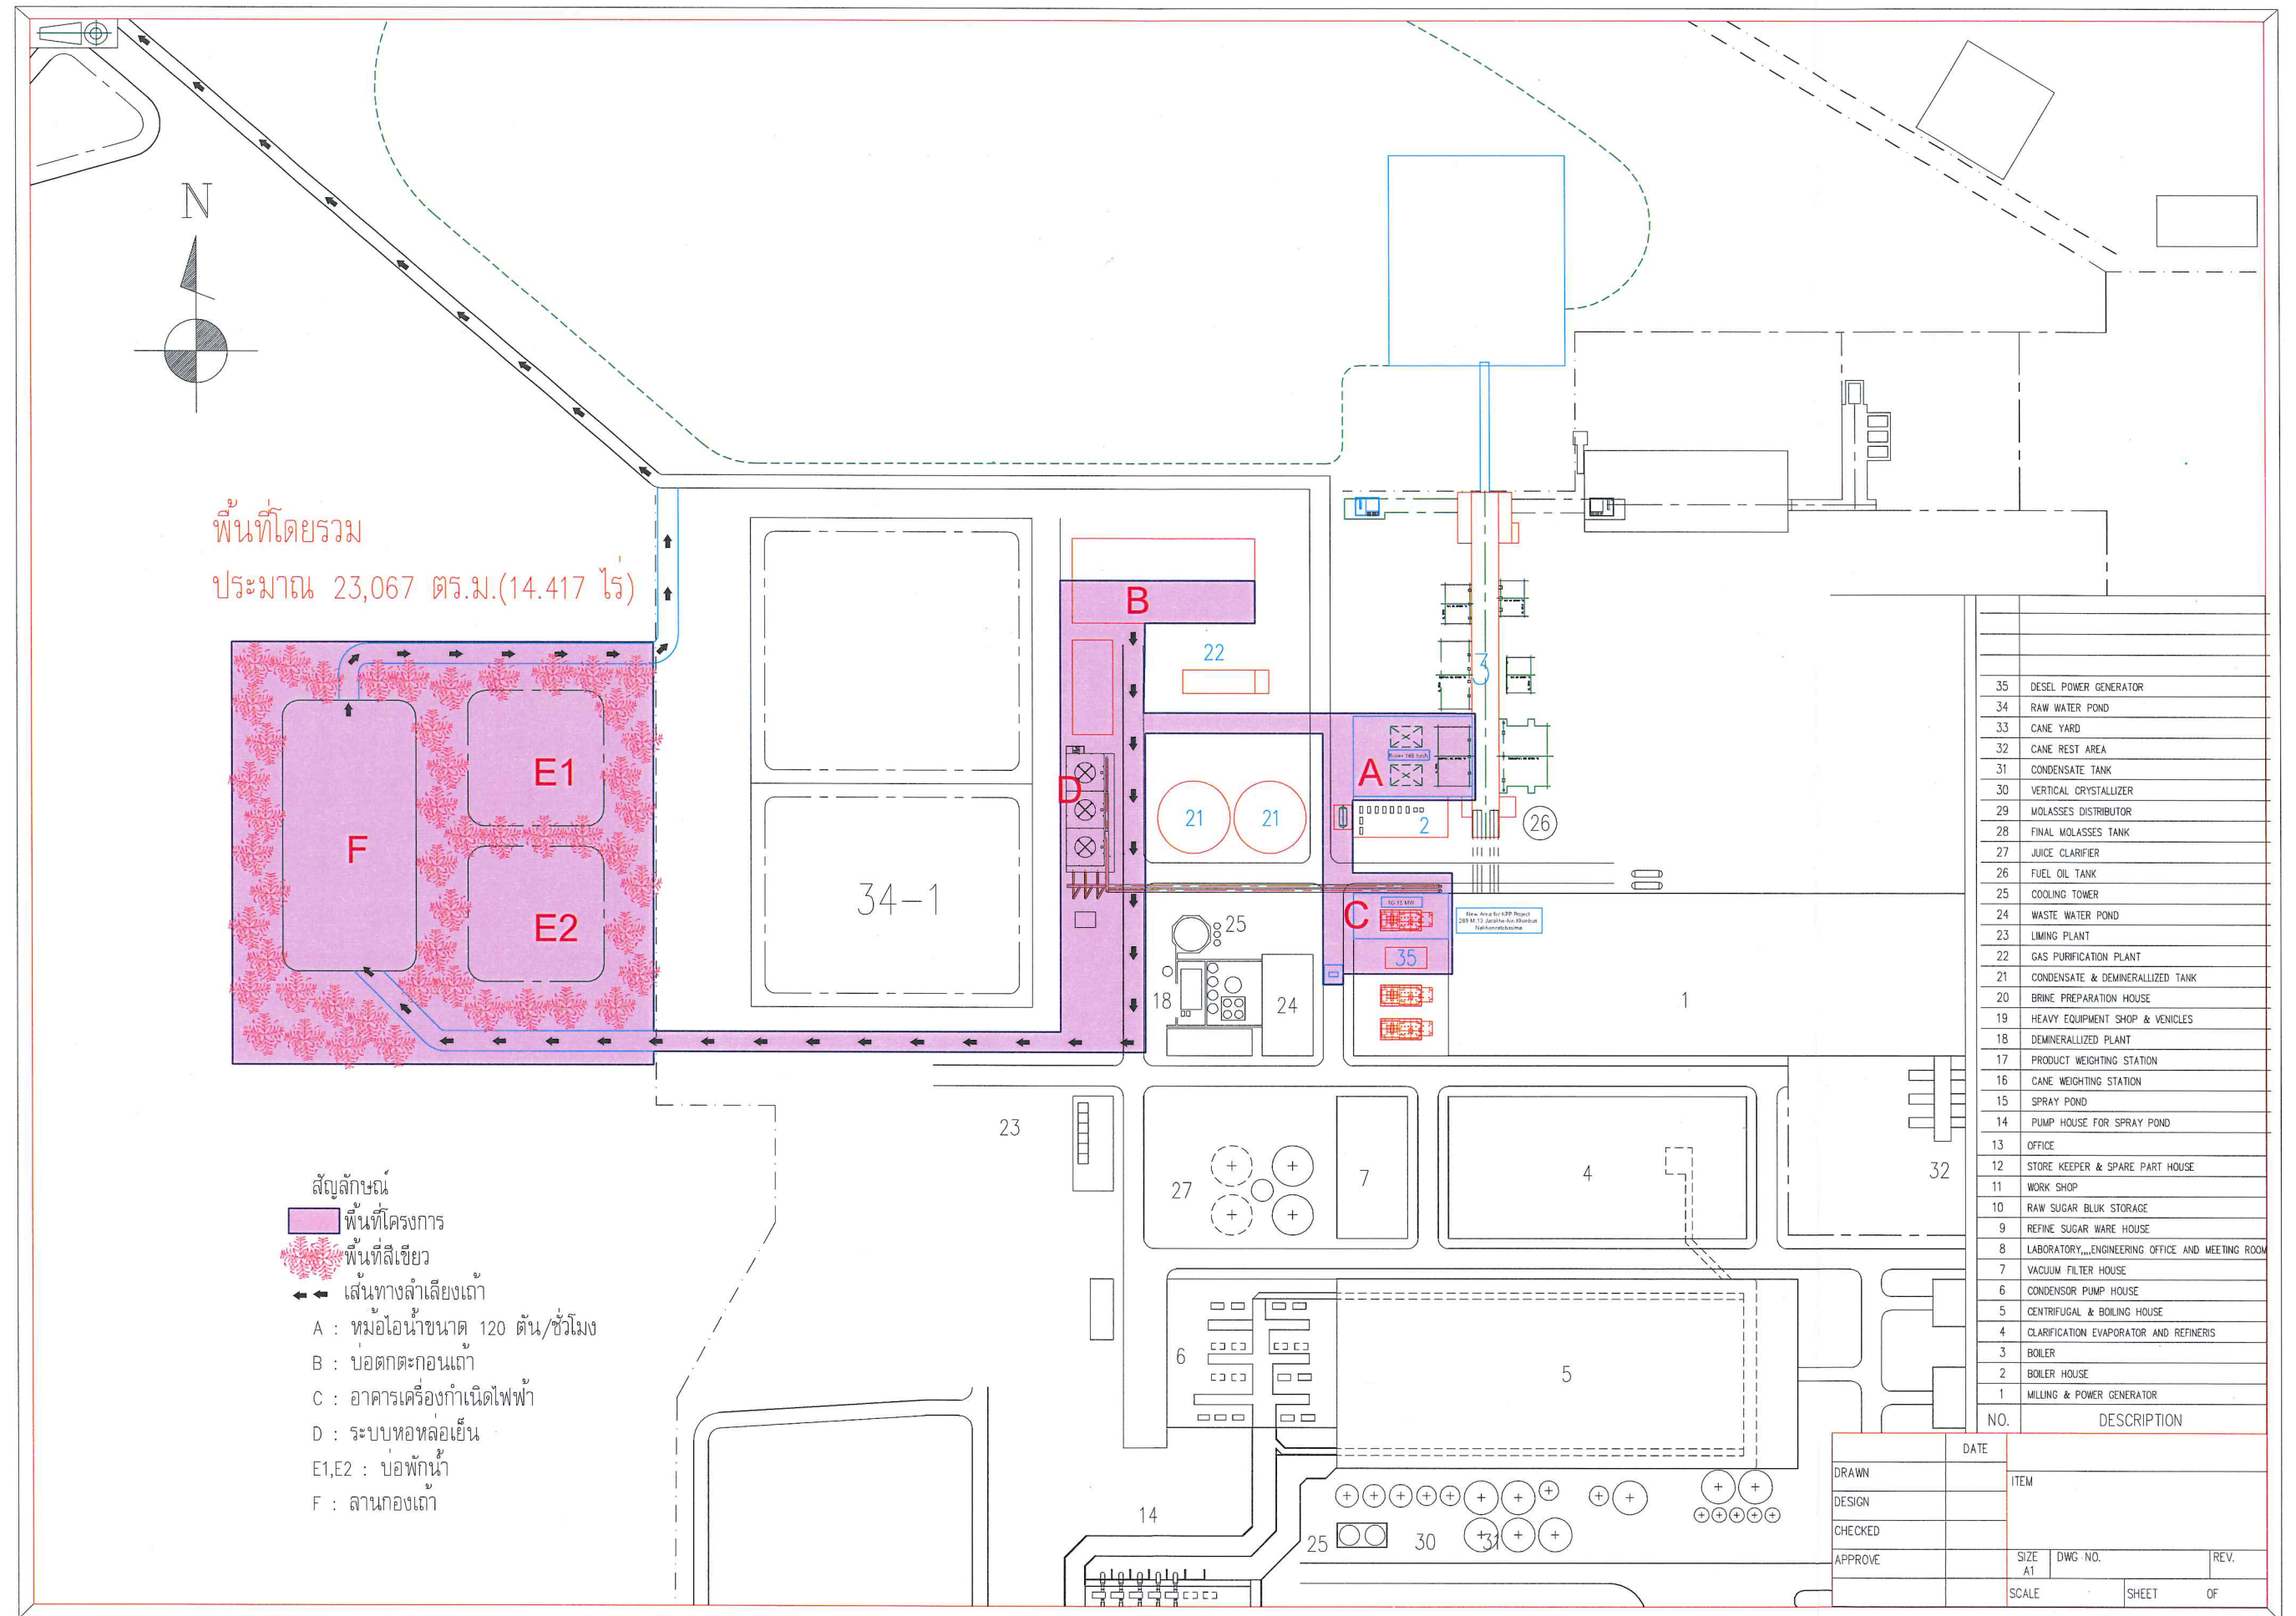 N
พื้นที่โดยรวม
ประมาณ 23,067 ตร.ม.(14.417 ไร่)
B
22
3
A
D
21
21
2
26
E1
F
E2
34-1
C
10-15 MW
New Area for KPP Project
35
25
18
24
1
23
27
7
4
32
6
5
14
25
30
31
สัญลักษณ์
พื้นที่โครงการ
พื้นที่สีเขียว
เส้นทางลำเลียงเถ้า
A : หม้อไอน้ำขนาด 120 ตัน/ชั่วโมง
B : บ่อตกตะกอนเถ้า
C : อาคารเครื่องกำเนิดไฟฟ้า
D : ระบบหอหล่อเย็น
E1,E2 : บ่อพักน้ำ
F : ลานกองเถ้า
35 DESEL POWER GENERATOR
34 RAW WATER POND
33 CANE YARD
32 CANE REST AREA
31 CONDENSATE TANK
30 VERTICAL CRYSTALLIZER
29 MOLASSES DISTRIBUTOR
28 FINAL MOLASSES TANK
27 JUICE CLARIFIER
26 FUEL OIL TANK
25 COOLING TOWER
24 WASTE WATER POND
23 LIMING PLANT
22 GAS PURIFICATION PLANT
21 CONDENSATE & DEMINERALLIZED TANK
20 BRINE PREPARATION HOUSE
19 HEAVY EQUIPMENT SHOP & VENICLES
18 DEMINERALLIZED PLANT
17 PRODUCT WEIGHTING STATION
16 CANE WEIGHTING STATION
15 SPRAY POND
14 PUMP HOUSE FOR SPRAY POND
13 OFFICE
12 STORE KEEPER & SPARE PART HOUSE
11 WORK SHOP
10 RAW SUGAR BLUK STORAGE
9 REFINE SUGAR WARE HOUSE
8 LABORATORY,,,,ENGINEERING OFFICE AND MEETING ROOM
7 VACUUM FILTER HOUSE
6 CONDENSOR PUMP HOUSE
5 CENTRIFUGAL & BOILING HOUSE
4 CLARIFICATION EVAPORATOR AND REFINERIS
3 BOILER
2 BOILER HOUSE
1 MILLING & POWER GENERATOR
NO. DESCRIPTION
DATE
DRAWN
ITEM
DESIGN
CHECKED
APPROVE
SIZE A1 DWG NO. REV.
SCALE SHEET OF